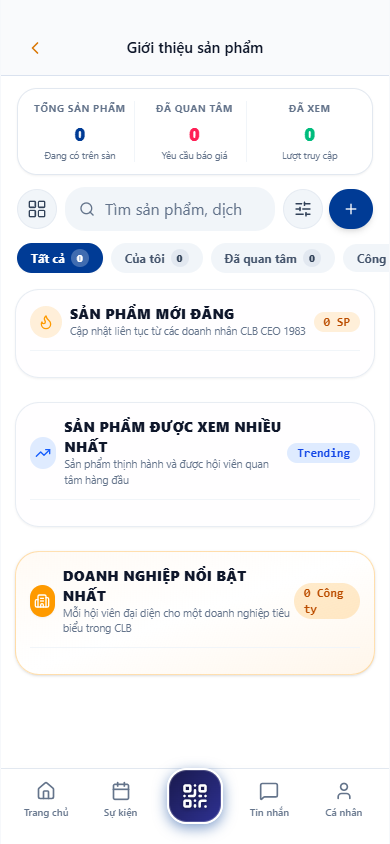 Giới thiệu sản phẩm
TỔNG SẢN PHẨM
0
Đang có trên sàn
ĐÃ QUAN TÂM
0
Yêu cầu báo giá
ĐÃ XEM
0
Lượt truy cập
Tìm sản phẩm, dịch
Tất cả 0
Của tôi 0
Đã quan tâm 0
Công
SẢN PHẨM MỚI ĐĂNG
Cập nhật liên tục từ các doanh nhân CLB CEO 1983
0 SP
SẢN PHẨM ĐƯỢC XEM NHIỀU
NHẤT
Sản phẩm thịnh hành và được hội viên quan
tâm hàng đầu
Trending
DOANH NGHIỆP NỔI BẬT
NHẤT
Mỗi hội viên đại diện cho một doanh nghiệp tiêu
biểu trong CLB
0 Công
ty
Trang chủ
Sự kiện
Tin nhắn
Cá nhân